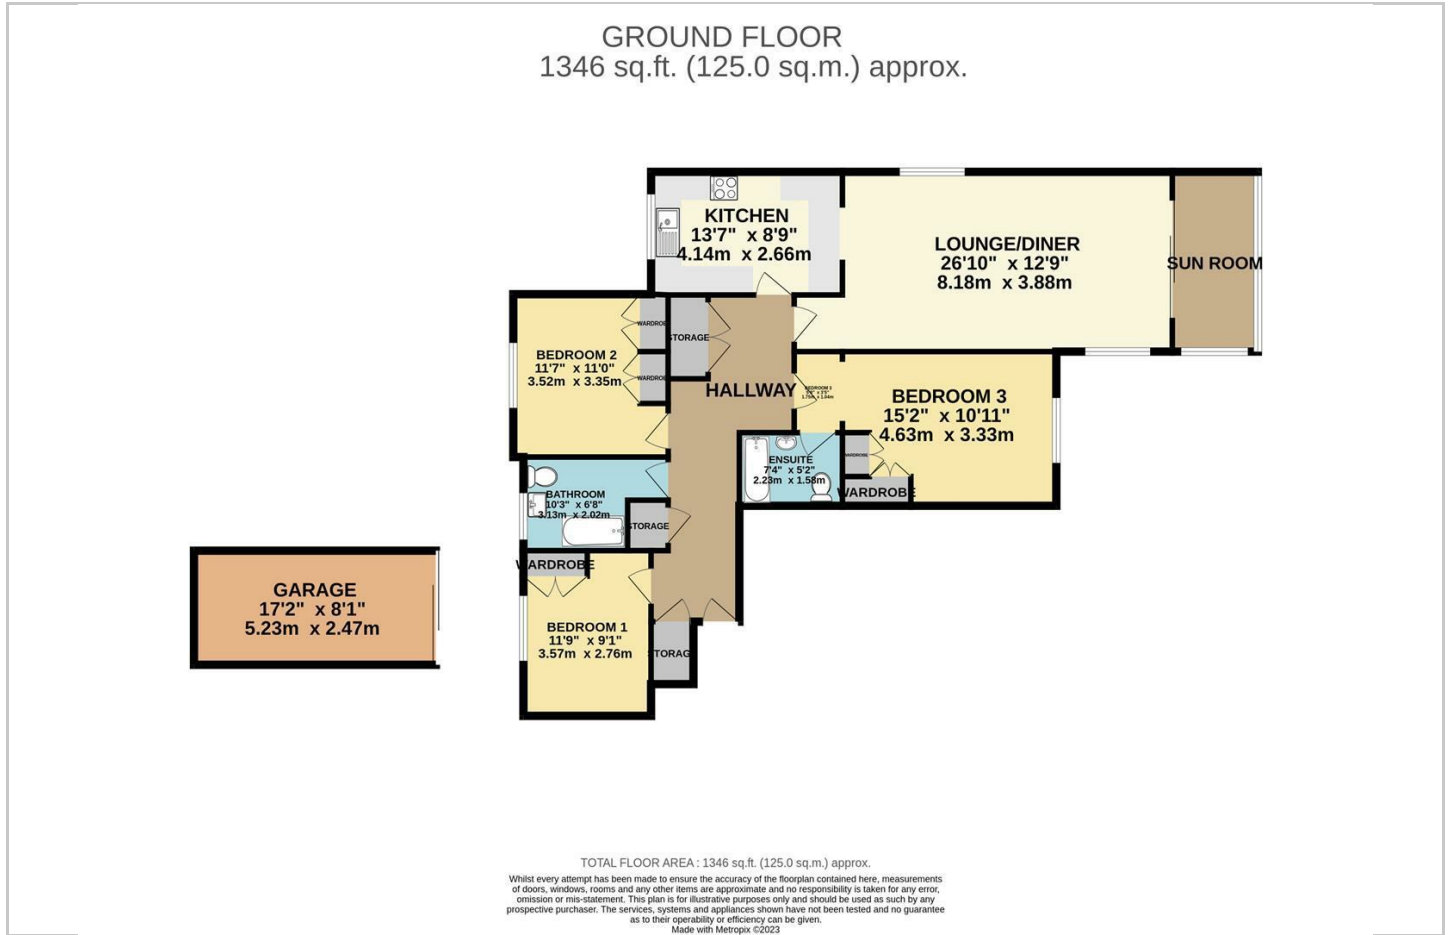 GROUND FLOOR
1346 sq.ft. (125.0 sq.m.) approx.
KITCHEN
13'7" x 8'9"
4.14m x 2.66m
LOUNGE/DINER
26'10" x 12'9"
8.18m x 3.88m
SUN ROOM
BEDROOM 2
11'7" x 11'0"
3.52m x 3.35m
WARDROBE
WARDROBE
STORAGE
HALLWAY
BEDROOM 3
BEDROOM 3
15'2" x 10'11"
4.63m x 3.33m
ENSUITE
7'4" x 5'2"
2.23m x 1.58m
WARDROBE
WARDROBE
BATHROOM
10'3" x 6'8"
3.13m x 2.02m
STORAGE
WARDROBE
BEDROOM 1
11'9" x 9'1"
3.57m x 2.76m
STORAGE
GARAGE
17'2" x 8'1"
5.23m x 2.47m
TOTAL FLOOR AREA : 1346 sq.ft. (125.0 sq.m.) approx.
Whilst every attempt has been made to ensure the accuracy of the floorplan contained here, measurements
of doors, windows, rooms and any other items are approximate and no responsibility is taken for any error,
omission or mis-statement. This plan is for illustrative purposes only and should be used as such by any
prospective purchaser. The services, systems and appliances shown have not been tested and no guarantee
as to their operability or efficiency can be given.
Made with Metropix ©2023